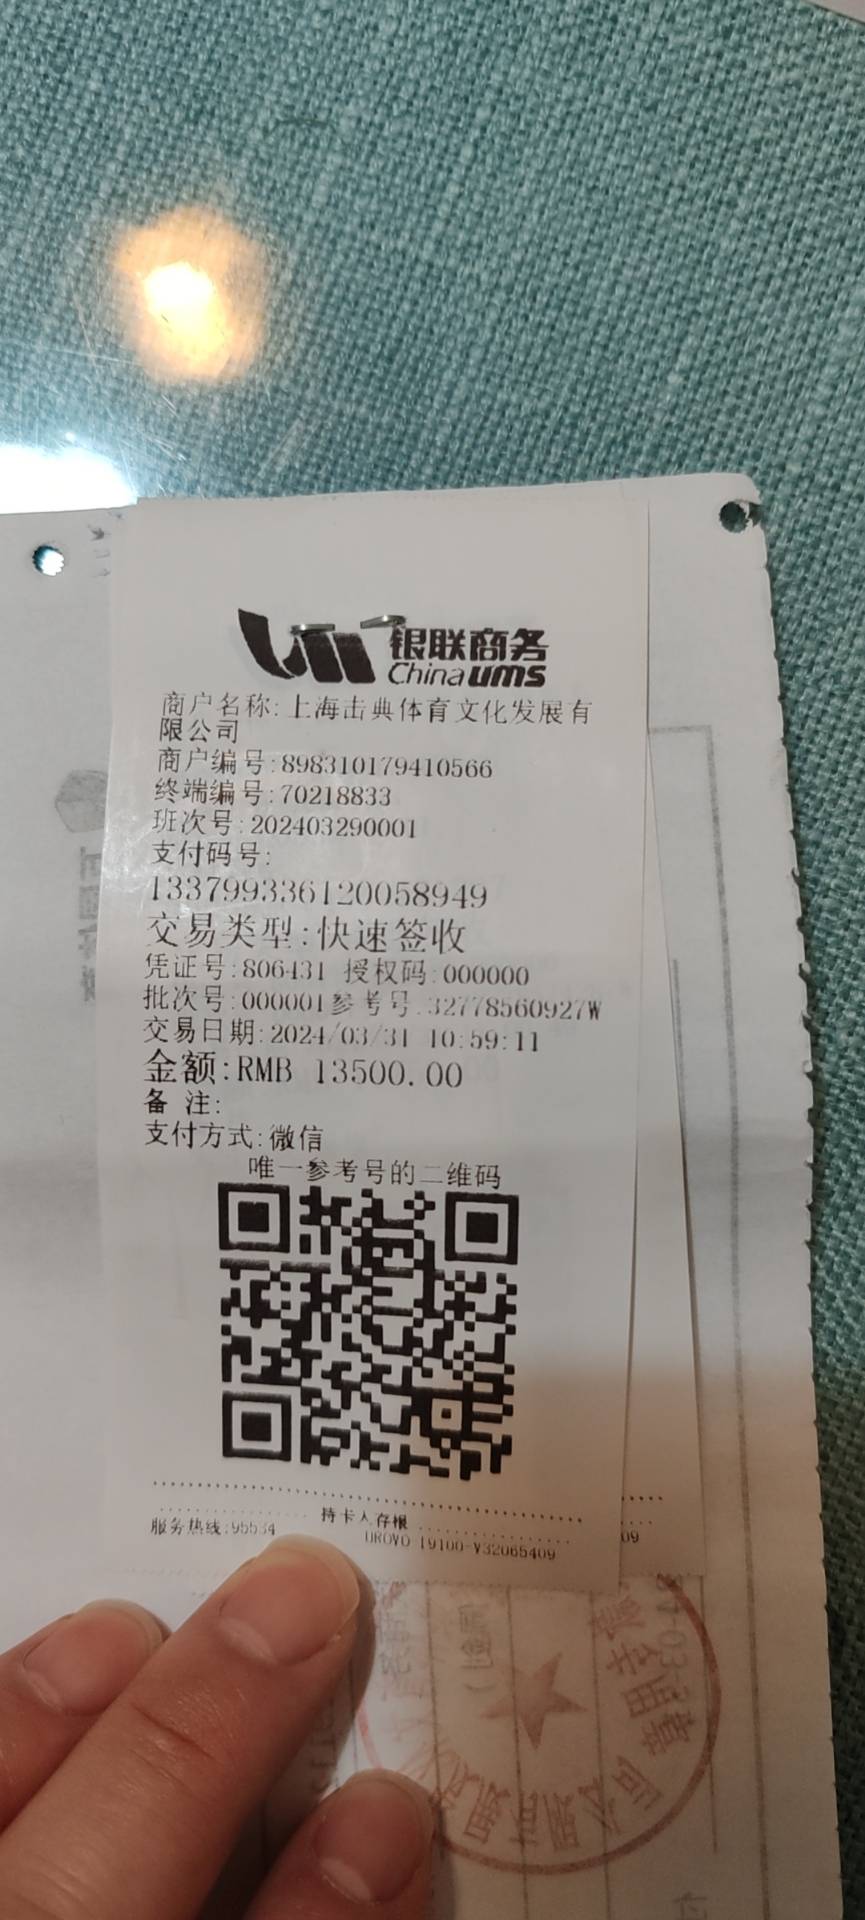 银联商务
China ums
商户名称:上海击典体育文化发展有
限公司
商户编号:898310179410566
终端编号:70218833
班次号:202403290001
支付码号:
133799336120058949
交易类型:快速签收
凭证号:806431 授权码:000000
批次号:000001参考号:32778560927W
交易日期:2024/03/31 10:59:11
金额:RMB 13500.00
备 注:
支付方式:微信
唯一参考号的二维码
持卡人存根
服务热线:95534
UROVO I9100-V32065409
09